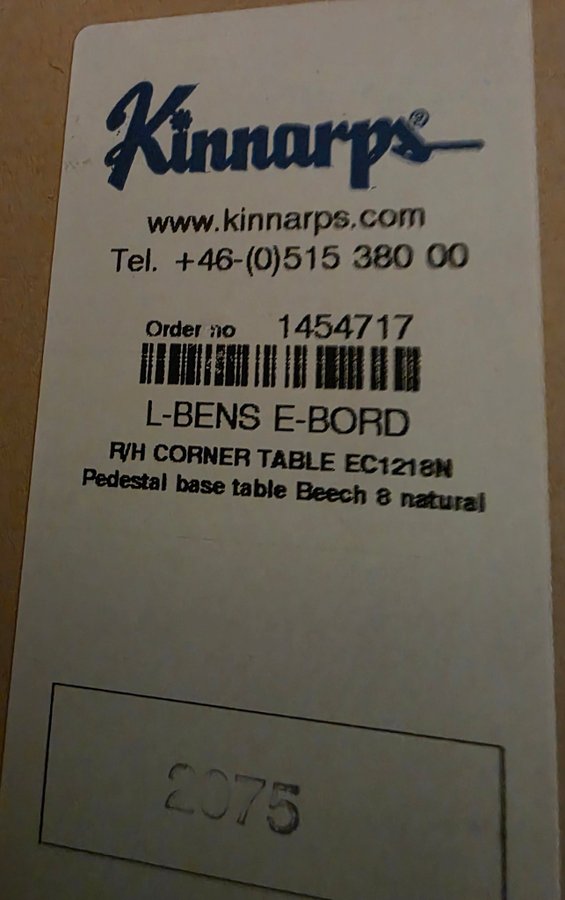 Kinnarps®
www.kinnarps.com
Tel. +46-(0)515 380 00
Order no 1454717
L-BENS E-BORD
R/H CORNER TABLE EC1218N
Pedestal base table Beech 8 natural
2075